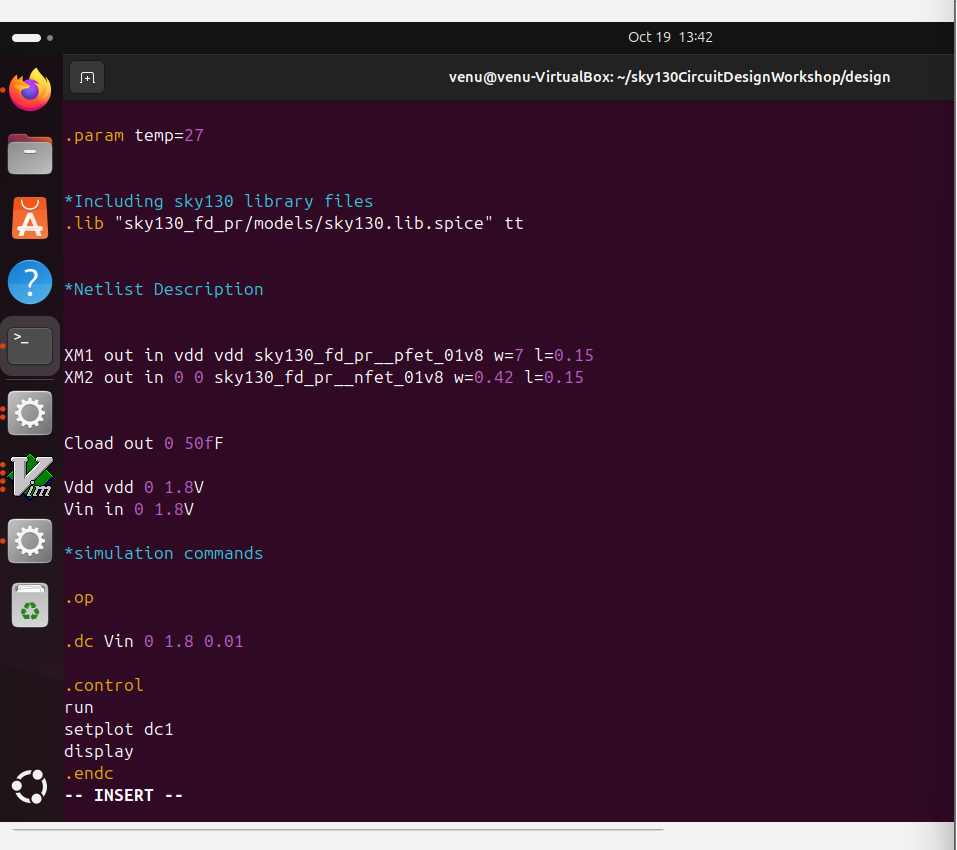 Oct 19 13:42
venu@venu-VirtualBox: ~/sky130CircuitDesignWorkshop/design
.param temp=27
*Including sky130 library files
.lib "sky130_fd_pr/models/sky130.lib.spice" tt
*Netlist Description
XM1 out in vdd vdd sky130_fd_pr__pfet_01v8 w=7 l=0.15
XM2 out in 0 0 sky130_fd_pr__nfet_01v8 w=0.42 l=0.15
Cload out 0 50fF
Vdd vdd 0 1.8V
Vin in 0 1.8V
*simulation commands
.op
.dc Vin 0 1.8 0.01
.control
run
setplot dc1
display
.endc
-- INSERT --
Vim